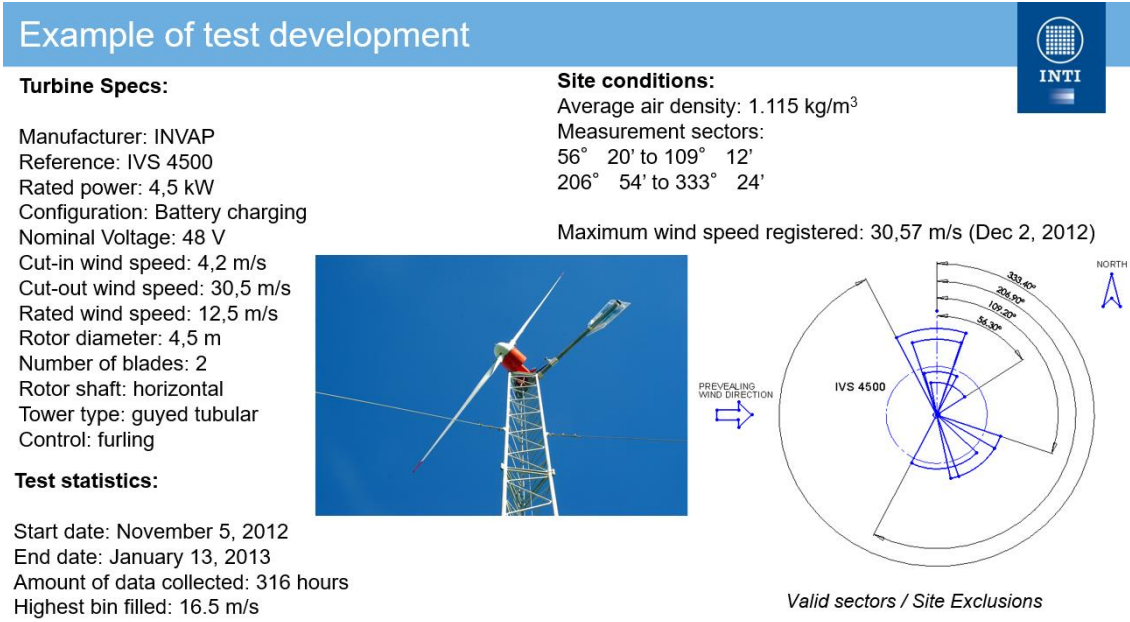 Example of test development
INTI
Turbine Specs:
Manufacturer: INVAP
Reference: IVS 4500
Rated power: 4,5 kW
Configuration: Battery charging
Nominal Voltage: 48 V
Cut-in wind speed: 4,2 m/s
Cut-out wind speed: 30,5 m/s
Rated wind speed: 12,5 m/s
Rotor diameter: 4,5 m
Number of blades: 2
Rotor shaft: horizontal
Tower type: guyed tubular
Control: furling
Test statistics:
Start date: November 5, 2012
End date: January 13, 2013
Amount of data collected: 316 hours
Highest bin filled: 16.5 m/s
Site conditions:
Average air density: 1.115 kg/m³
Measurement sectors:
56° 20’ to 109° 12’
206° 54’ to 333° 24’
Maximum wind speed registered: 30,57 m/s (Dec 2, 2012)
NORTH
333.40°
206.90°
109.20°
56.30°
IVS 4500
PREVEALING
WIND DIRECTION
Valid sectors / Site Exclusions